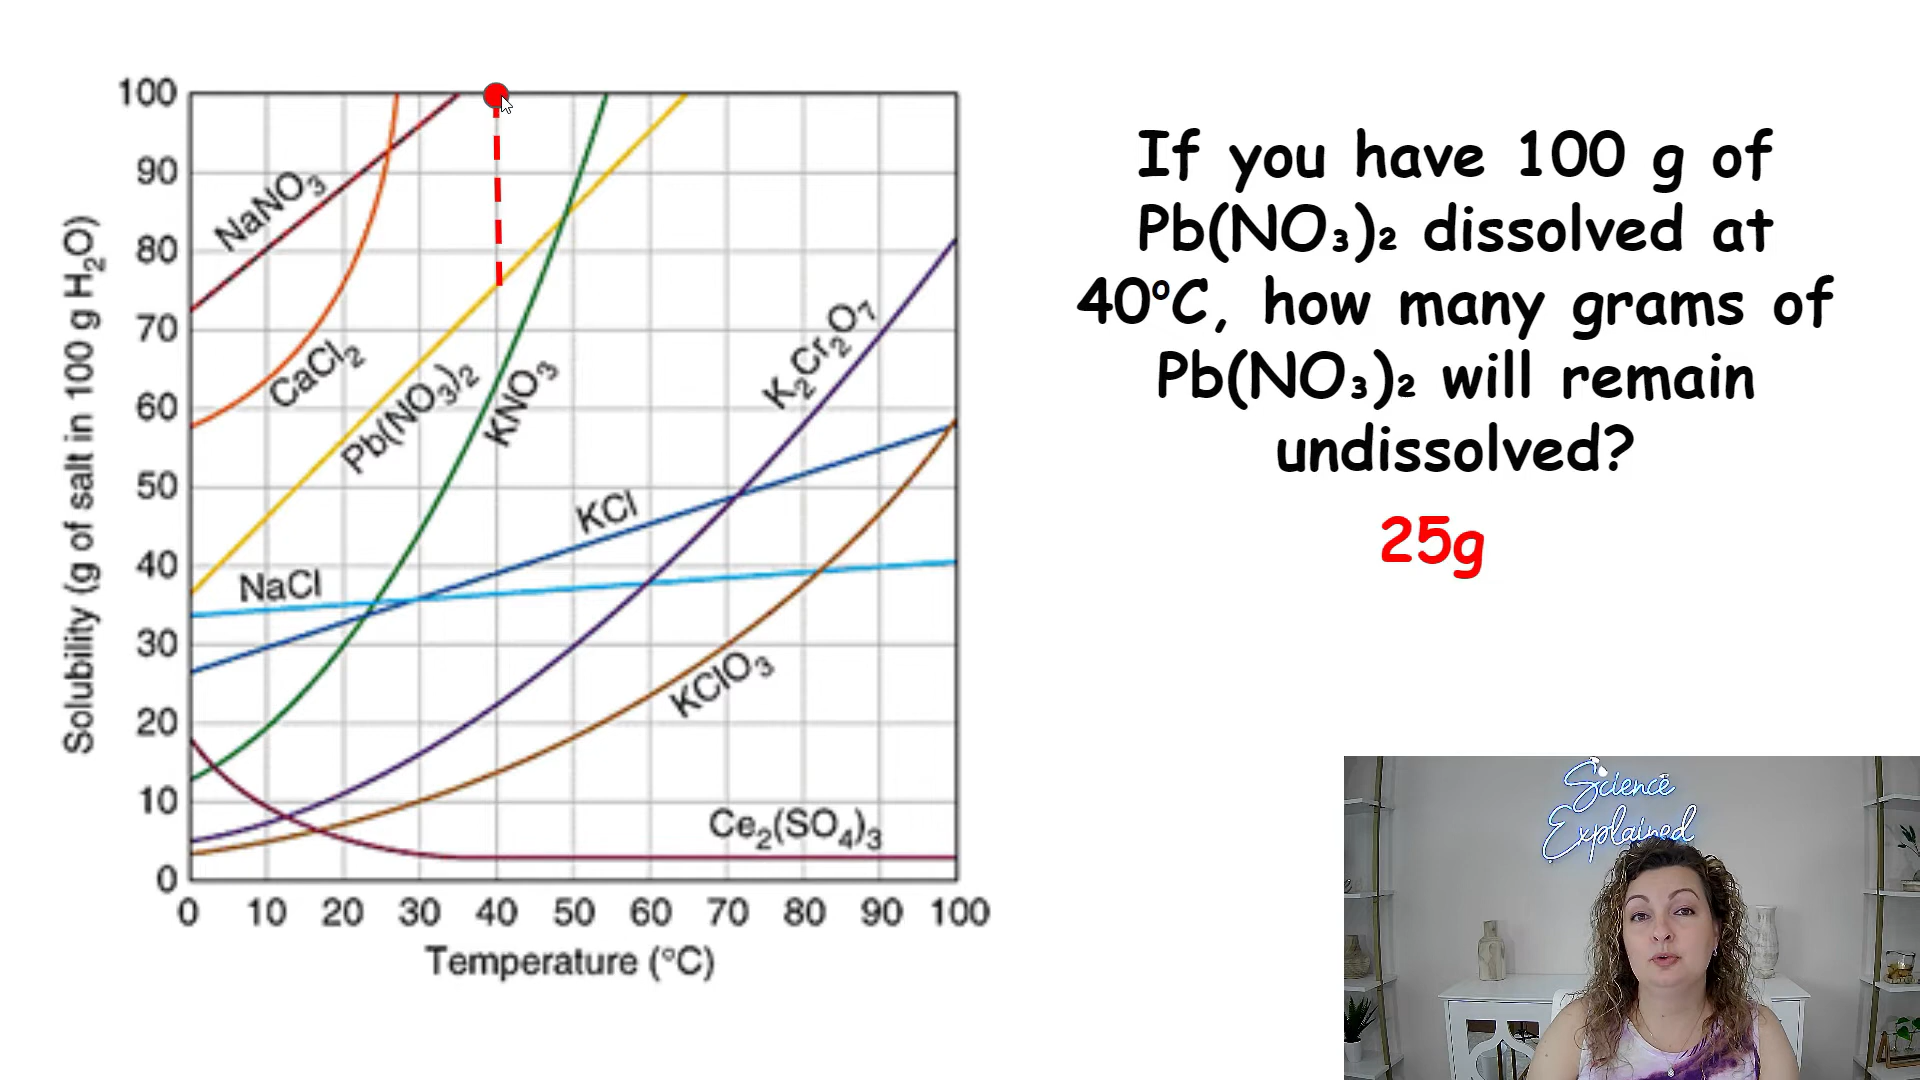 If you have 100 g of
Pb(NO₃)₂ dissolved at
40°C, how many grams of
Pb(NO₃)₂ will remain
undissolved?
25g
Solubility (g of salt in 100 g H₂O)
100
90
80
70
60
50
40
30
20
10
0
NaNO₃
CaCl₂
Pb(NO₃)₂
KNO₃
K₂Cr₂O₇
KCl
NaCl
KClO₃
Ce₂(SO₄)₃
0 10 20 30 40 50 60 70 80 90 100
Temperature (°C)
Science
Explained